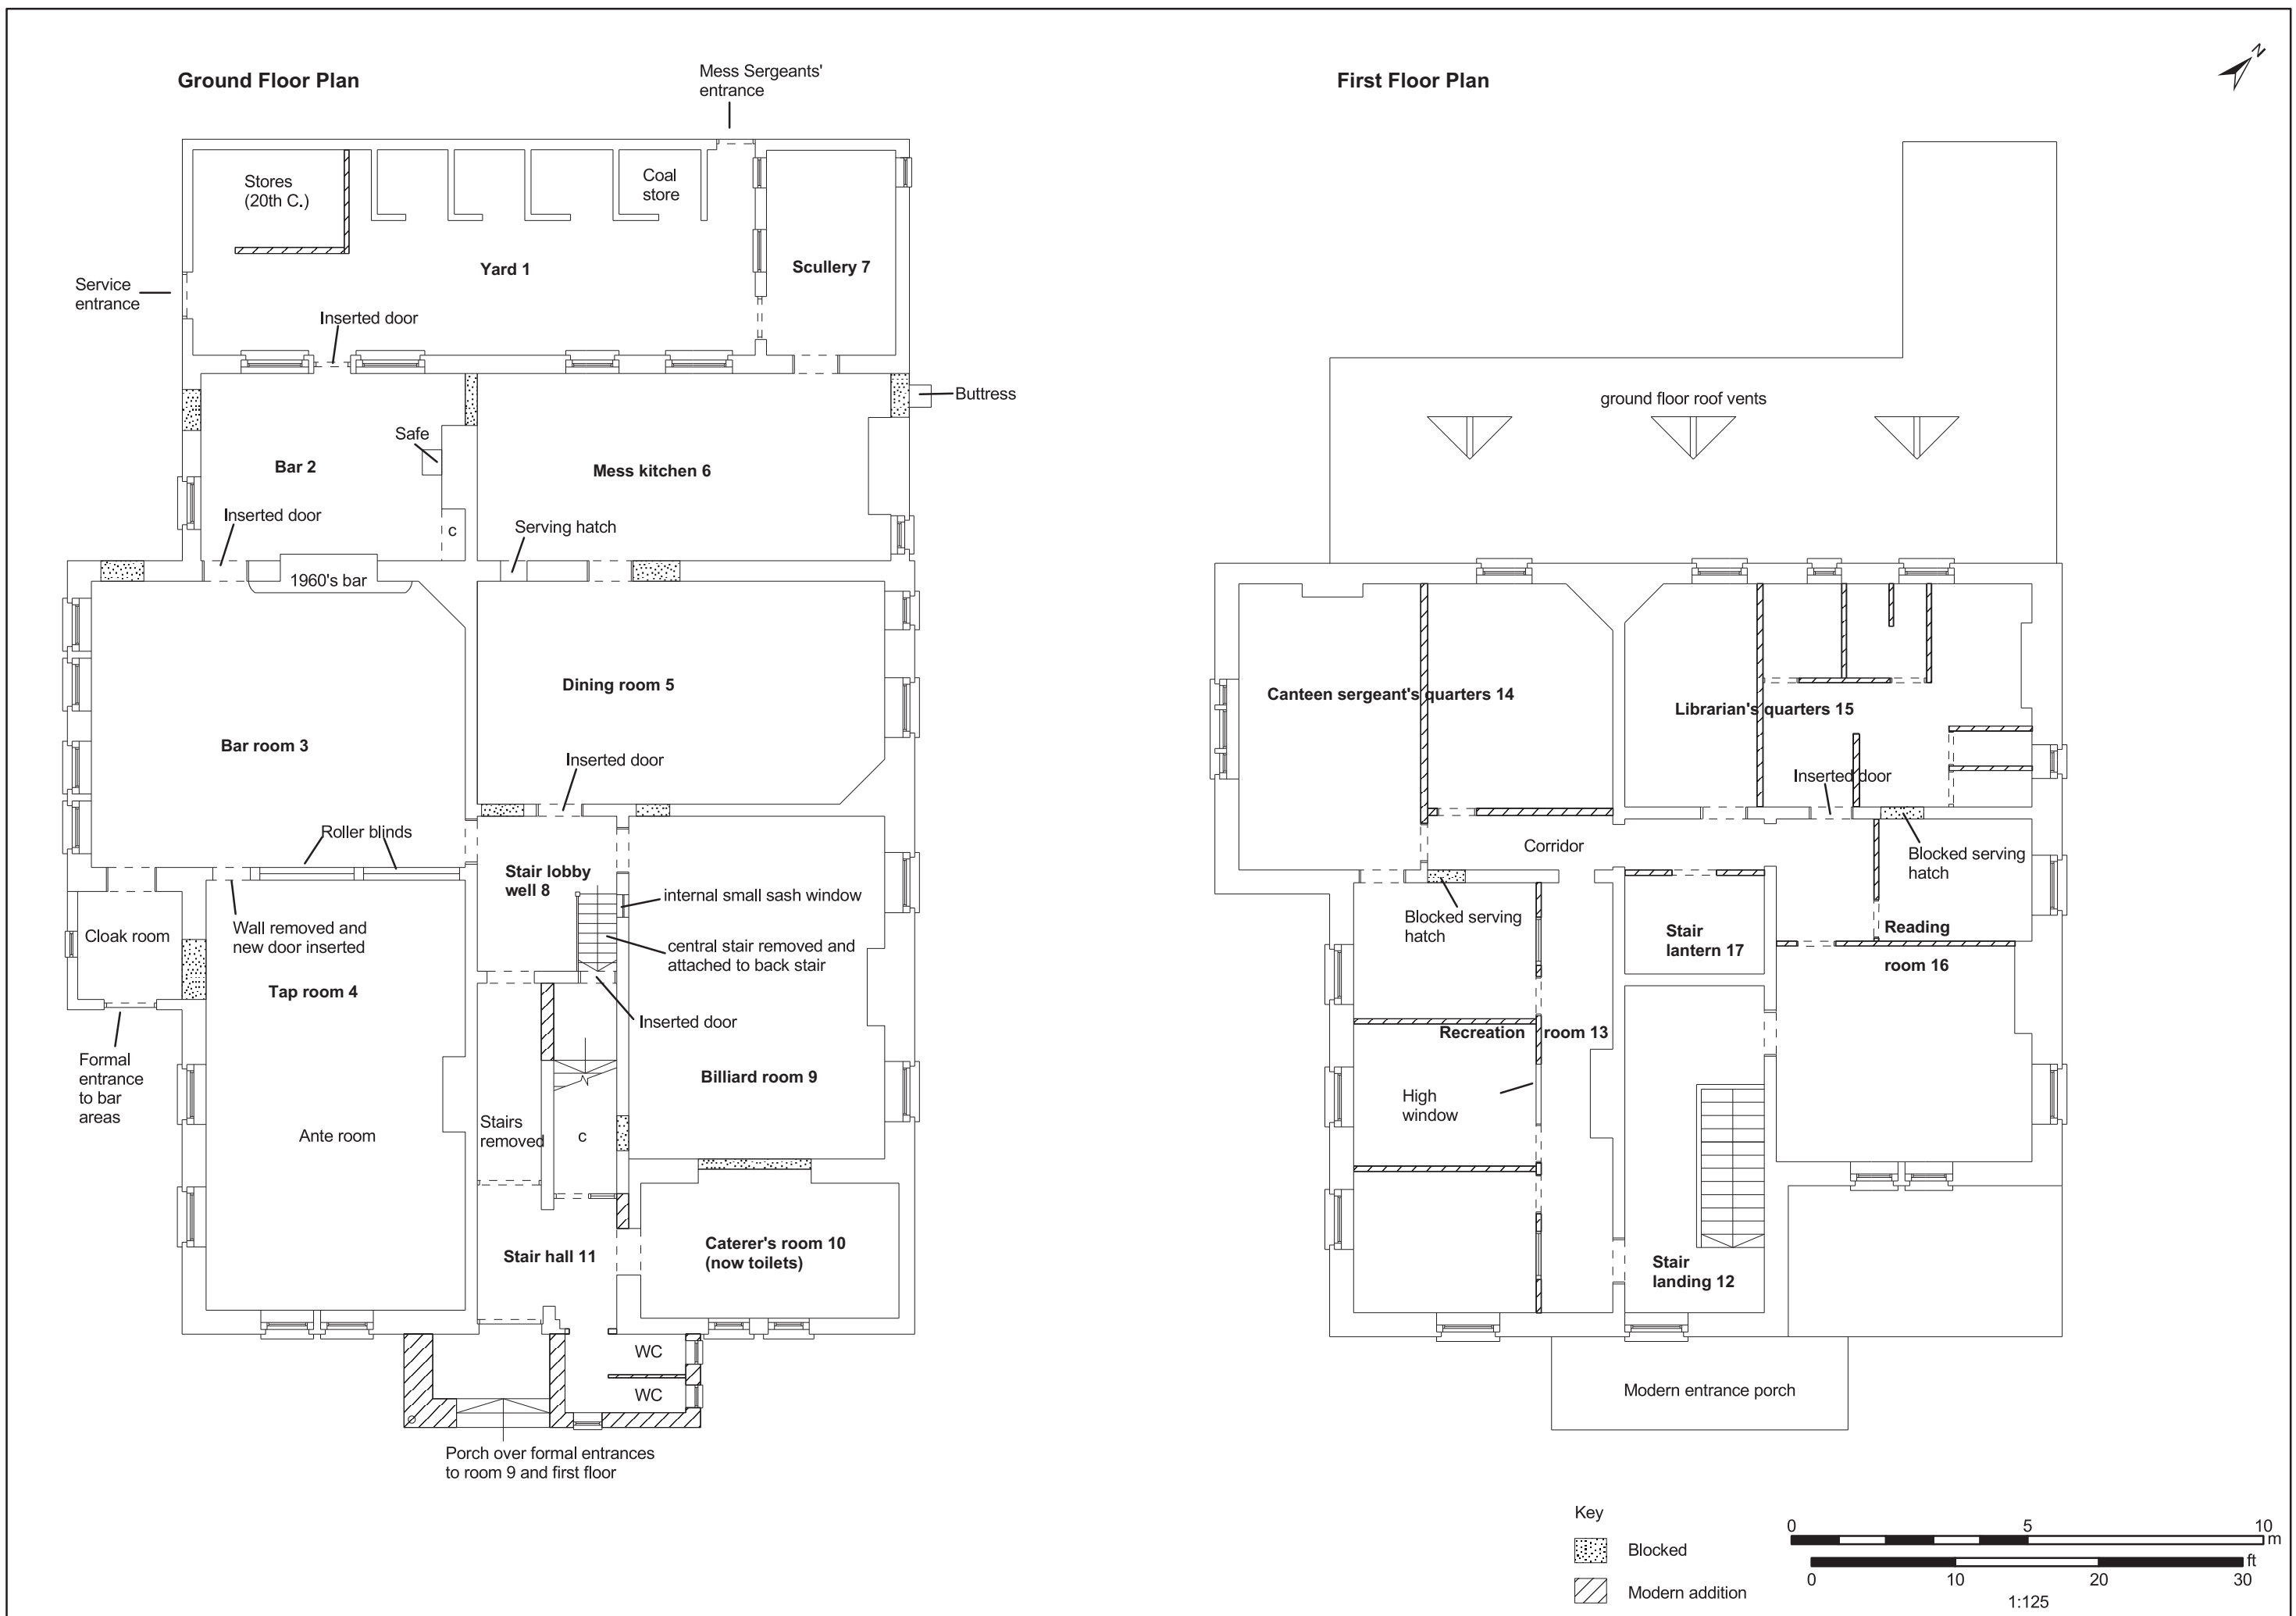 Ground Floor Plan
First Floor Plan
N
Mess Sergeants'
entrance
Stores
(20th C.)
Coal
store
Yard 1
Scullery 7
Service
entrance
Inserted door
Buttress
Safe
Bar 2
Mess kitchen 6
Inserted door
c
Serving hatch
1960's bar
Dining room 5
Bar room 3
Inserted door
Roller blinds
Stair lobby
well 8
internal small sash window
Cloak room
Wall removed and
new door inserted
central stair removed and
attached to back stair
Tap room 4
Inserted door
Formal
entrance
to bar
areas
Billiard room 9
Ante room
Stairs
removed
c
Stair hall 11
Caterer's room 10
(now toilets)
WC
WC
Porch over formal entrances
to room 9 and first floor
ground floor roof vents
Canteen sergeant's quarters 14
Librarian's quarters 15
Inserted door
Corridor
Blocked serving
hatch
Blocked serving
hatch
Stair
lantern 17
Reading
room 16
Recreation room 13
High
window
Stair
landing 12
Modern entrance porch
Key
Blocked
Modern addition
0 5 10
m
ft
0 10 20 30
1:125